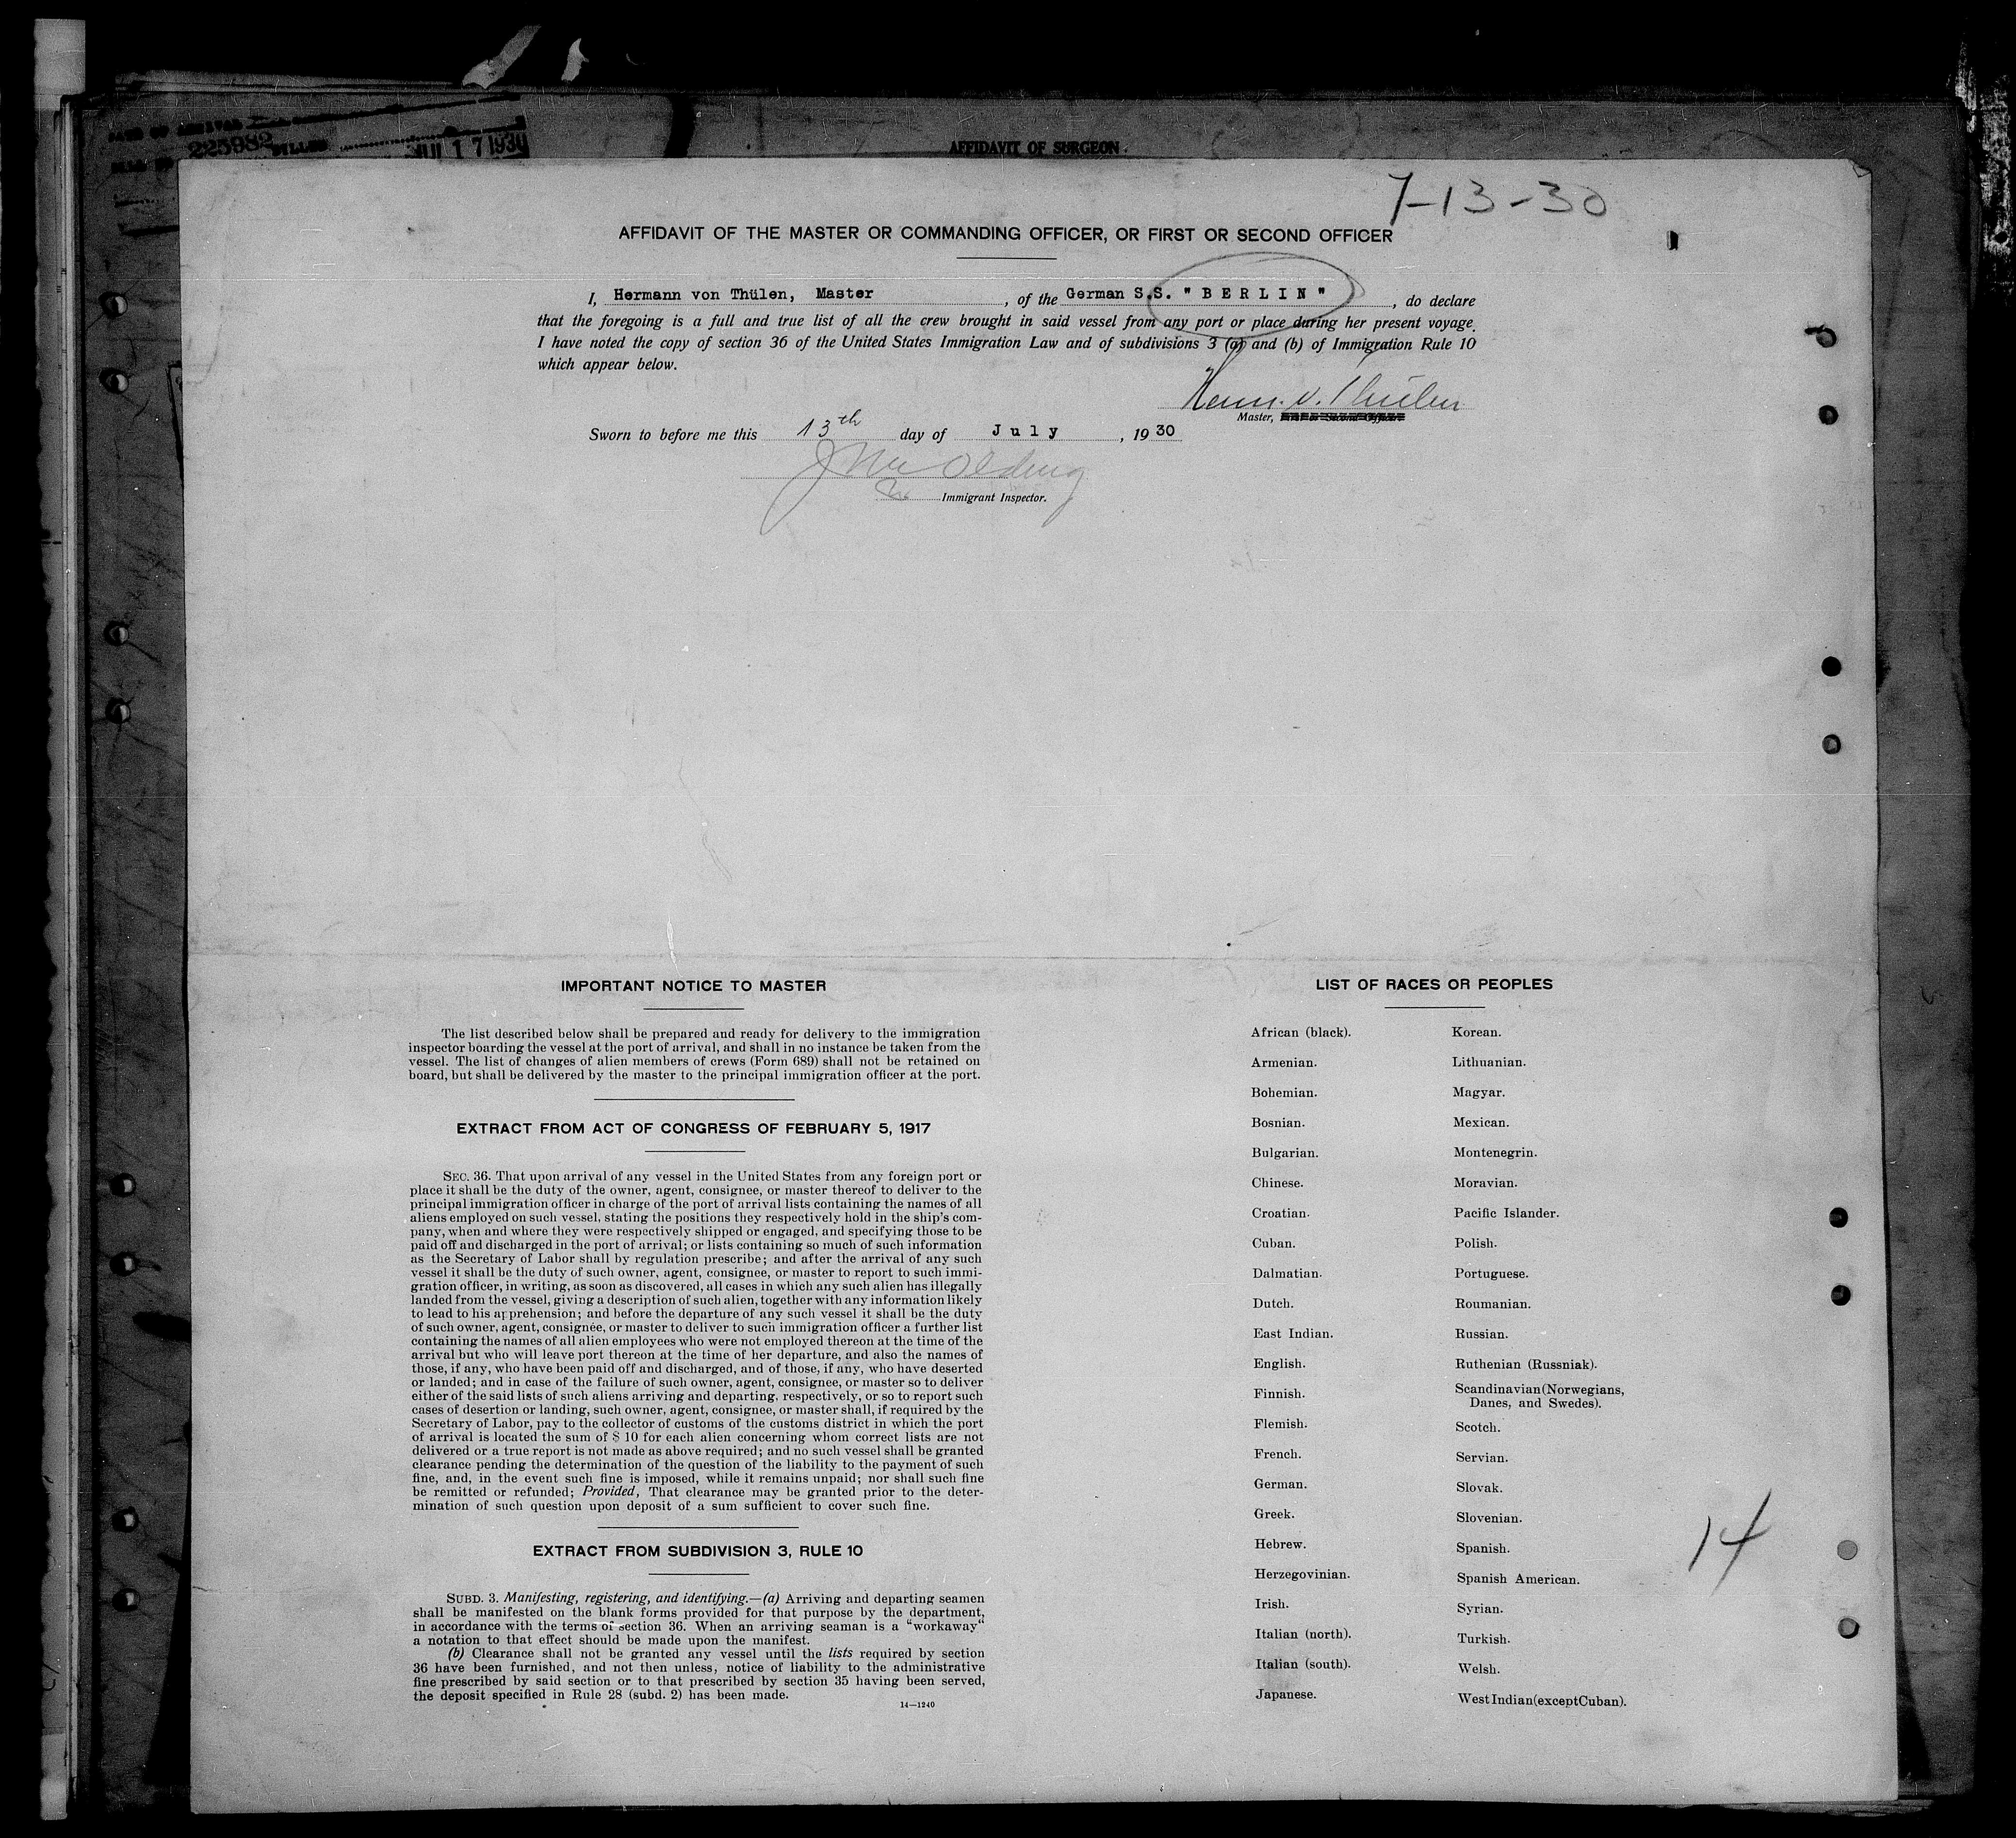 225982
JUL 17 1930
AFFIDAVIT OF SURGEON
7-13-30
AFFIDAVIT OF THE MASTER OR COMMANDING OFFICER, OR FIRST OR SECOND OFFICER
I, Hermann von Thülen, Master, of the German S.S. "BERLIN", do declare
that the foregoing is a full and true list of all the crew brought in said vessel from any port or place during her present voyage.
I have noted the copy of section 36 of the United States Immigration Law and of subdivisions 3 (a) and (b) of Immigration Rule 10
which appear below.
Herm. v. Thülen
Master,
Sworn to before me this 13th day of July, 1930
Immigrant Inspector.
IMPORTANT NOTICE TO MASTER
The list described below shall be prepared and ready for delivery to the immigration
inspector boarding the vessel at the port of arrival, and shall in no instance be taken from the
vessel. The list of changes of alien members of crews (Form 689) shall not be retained on
board, but shall be delivered by the master to the principal immigration officer at the port.
EXTRACT FROM ACT OF CONGRESS OF FEBRUARY 5, 1917
SEC. 36. That upon arrival of any vessel in the United States from any foreign port or
place it shall be the duty of the owner, agent, consignee, or master thereof to deliver to the
principal immigration officer in charge of the port of arrival lists containing the names of all
aliens employed on such vessel, stating the positions they respectively hold in the ship's com-
pany, when and where they were respectively shipped or engaged, and specifying those to be
paid off and discharged in the port of arrival; or lists containing so much of such information
as the Secretary of Labor shall by regulation prescribe; and after the arrival of any such
vessel it shall be the duty of such owner, agent, consignee, or master to report to such immi-
gration officer, in writing, as soon as discovered, all cases in which any such alien has illegally
landed from the vessel, giving a description of such alien, together with any information likely
to lead to his apprehension; and before the departure of any such vessel it shall be the duty
of such owner, agent, consignée, or master to deliver to such immigration officer a further list
containing the names of all alien employees who were not employed thereon at the time of the
arrival but who will leave port thereon at the time of her departure, and also the names of
those, if any, who have been paid off and discharged, and of those, if any, who have deserted
or landed; and in case of the failure of such owner, agent, consignee, or master so to deliver
either of the said lists of such aliens arriving and departing, respectively, or so to report such
cases of desertion or landing, such owner, agent, consignee, or master shall, if required by the
Secretary of Labor, pay to the collector of customs of the customs district in which the port
of arrival is located the sum of $ 10 for each alien concerning whom correct lists are not
delivered or a true report is not made as above required; and no such vessel shall be granted
clearance pending the determination of the question of the liability to the payment of such
fine, and, in the event such fine is imposed, while it remains unpaid; nor shall such fine
be remitted or refunded; Provided, That clearance may be granted prior to the deter-
mination of such question upon deposit of a sum sufficient to cover such fine.
EXTRACT FROM SUBDIVISION 3, RULE 10
SUBD. 3. Manifesting, registering, and identifying.—(a) Arriving and departing seamen
shall be manifested on the blank forms provided for that purpose by the department,
in accordance with the terms of section 36. When an arriving seaman is a "workaway"
a notation to that effect should be made upon the manifest.
(b) Clearance shall not be granted any vessel until the lists required by section
36 have been furnished, and not then unless, notice of liability to the administrative
fine prescribed by said section or to that prescribed by section 35 having been served,
the deposit specified in Rule 28 (subd. 2) has been made.
14—1240
LIST OF RACES OR PEOPLES
African (black).
Armenian.
Bohemian.
Bosnian.
Bulgarian.
Chinese.
Croatian.
Cuban.
Dalmatian.
Dutch.
East Indian.
English.
Finnish.
Flemish.
French.
German.
Greek.
Hebrew.
Herzegovinian.
Irish.
Italian (north).
Italian (south).
Japanese.
Korean.
Lithuanian.
Magyar.
Mexican.
Montenegrin.
Moravian.
Pacific Islander.
Polish.
Portuguese.
Roumanian.
Russian.
Ruthenian (Russniak).
Scandinavian (Norwegians,
Danes, and Swedes).
Scotch.
Servian.
Slovak.
Slovenian.
Spanish.
Spanish American.
Syrian.
Turkish.
Welsh.
West Indian (except Cuban).
14